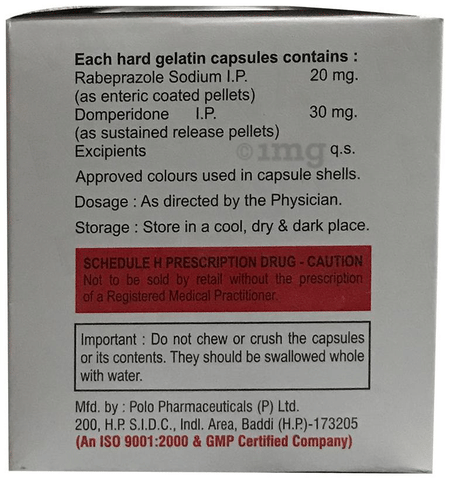 Each hard gelatin capsules contains :
Rabeprazole Sodium I.P. 20 mg.
(as enteric coated pellets)
Domperidone I.P. 30 mg.
(as sustained release pellets)
Excipients ©1mg q.s.
Approved colours used in capsule shells.
Dosage : As directed by the Physician.
Storage : Store in a cool, dry & dark place.
SCHEDULE H PRESCRIPTION DRUG - CAUTION
Not to be sold by retail without the prescription
of a Registered Medical Practitioner.
Important : Do not chew or crush the capsules
or its contents. They should be swallowed whole
with water.
Mfd. by : Polo Pharmaceuticals (P) Ltd.
200, H.P. S.I.D.C., Indl. Area, Baddi (H.P.)-173205
(An ISO 9001:2000 & GMP Certified Company)